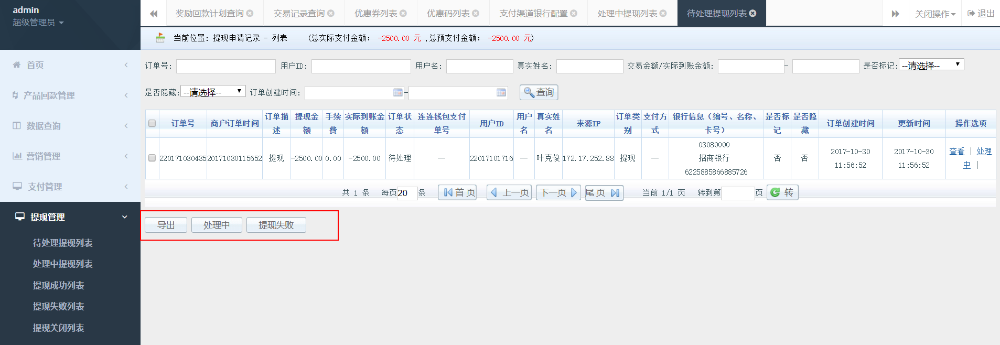 admin
超级管理员
奖励回款计划查询
交易记录查询
优惠券列表
优惠码列表
支付渠道银行配置
处理中提现列表
待处理提现列表
关闭操作
退出
当前位置：提现申请记录 - 列表 (总实际支付金额： -2500.00 元 ,总预支付金额： -2500.00 元)
首页
产品回款管理
数据查询
营销管理
支付管理
提现管理
待处理提现列表
处理中提现列表
提现成功列表
提现失败列表
提现关闭列表
订单号: 用户ID: 用户名: 真实姓名: 交易金额/实际到账金额: - 是否标记: --请选择--
是否隐藏: --请选择-- 订单创建时间: - 查询
订单号 商户订单时间 订单描述 提现金额 手续费 实际到账金额 订单状态 连连钱包支付单号 用户ID 用户名 真实姓名 来源IP 订单类别 支付方式 银行信息（编号、名称、卡号） 是否标记 是否隐藏 订单创建时间 更新时间 操作选项
220171030435 20171030115652 提现 -2500.00 0.00 -2500.00 待处理 — 22017101716 — 叶克俊 172.17.252.88 提现 — 03080000 招商银行 6225885866885726 否 否 2017-10-30 11:56:52 2017-10-30 11:56:52 查看 | 处理中 |
共 1 条 每页 20 条 首 页 上一页 下一页 尾 页 当前 1/1 页 转到第 页 转
导出 处理中 提现失败